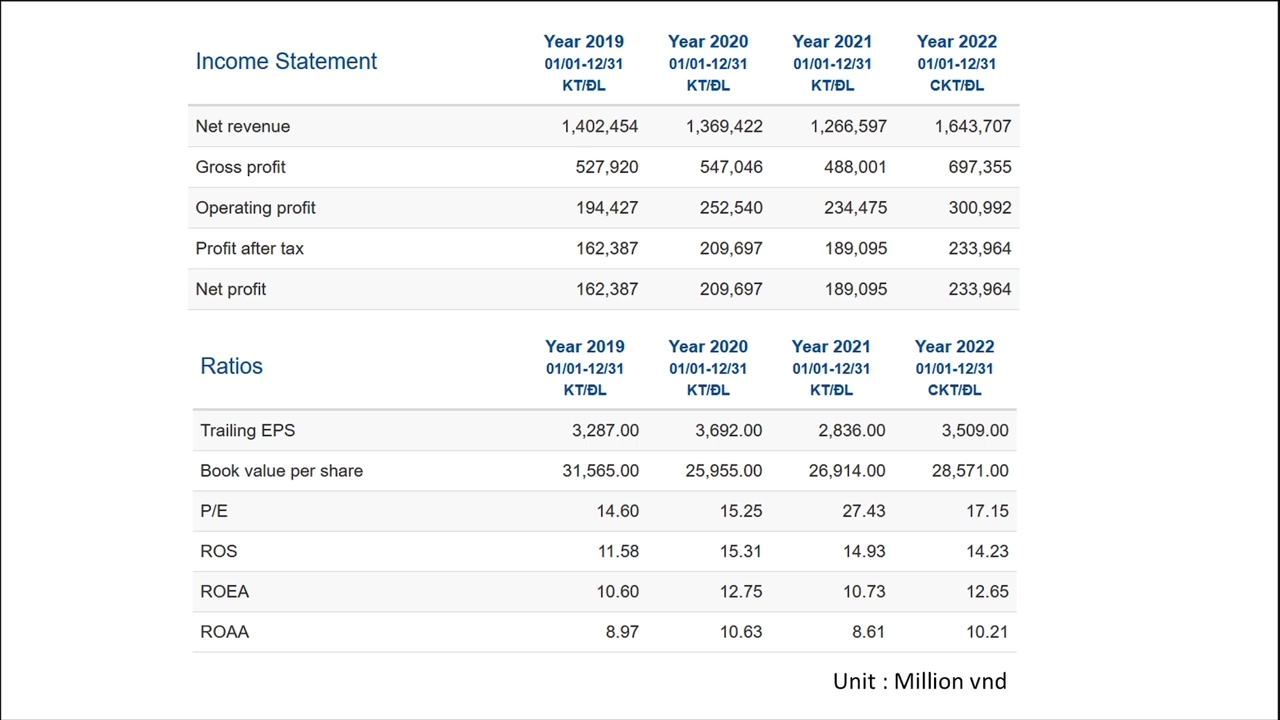 Income Statement Year 2019 Year 2020 Year 2021 Year 2022
01/01-12/31 01/01-12/31 01/01-12/31 01/01-12/31
KT/ĐL KT/ĐL KT/ĐL CKT/ĐL
Net revenue 1,402,454 1,369,422 1,266,597 1,643,707
Gross profit 527,920 547,046 488,001 697,355
Operating profit 194,427 252,540 234,475 300,992
Profit after tax 162,387 209,697 189,095 233,964
Net profit 162,387 209,697 189,095 233,964
Ratios Year 2019 Year 2020 Year 2021 Year 2022
01/01-12/31 01/01-12/31 01/01-12/31 01/01-12/31
KT/ĐL KT/ĐL KT/ĐL CKT/ĐL
Trailing EPS 3,287.00 3,692.00 2,836.00 3,509.00
Book value per share 31,565.00 25,955.00 26,914.00 28,571.00
P/E 14.60 15.25 27.43 17.15
ROS 11.58 15.31 14.93 14.23
ROEA 10.60 12.75 10.73 12.65
ROAA 8.97 10.63 8.61 10.21
Unit : Million vnd